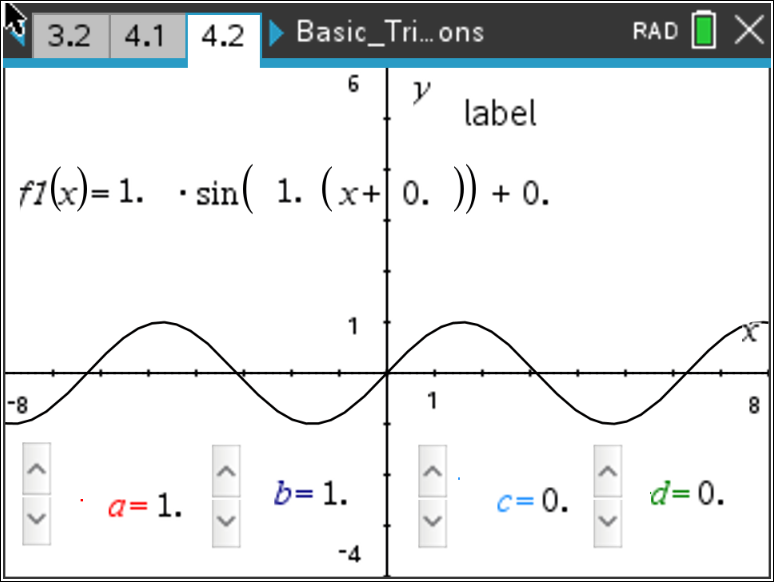 3.2 4.1 4.2 Basic_Tri…ons RAD
6 y
label
f1(x)=1. ·sin( 1. (x+ 0. )) + 0.
1
x
-8 1 8
a=1. b=1. c=0. d=0.
-4